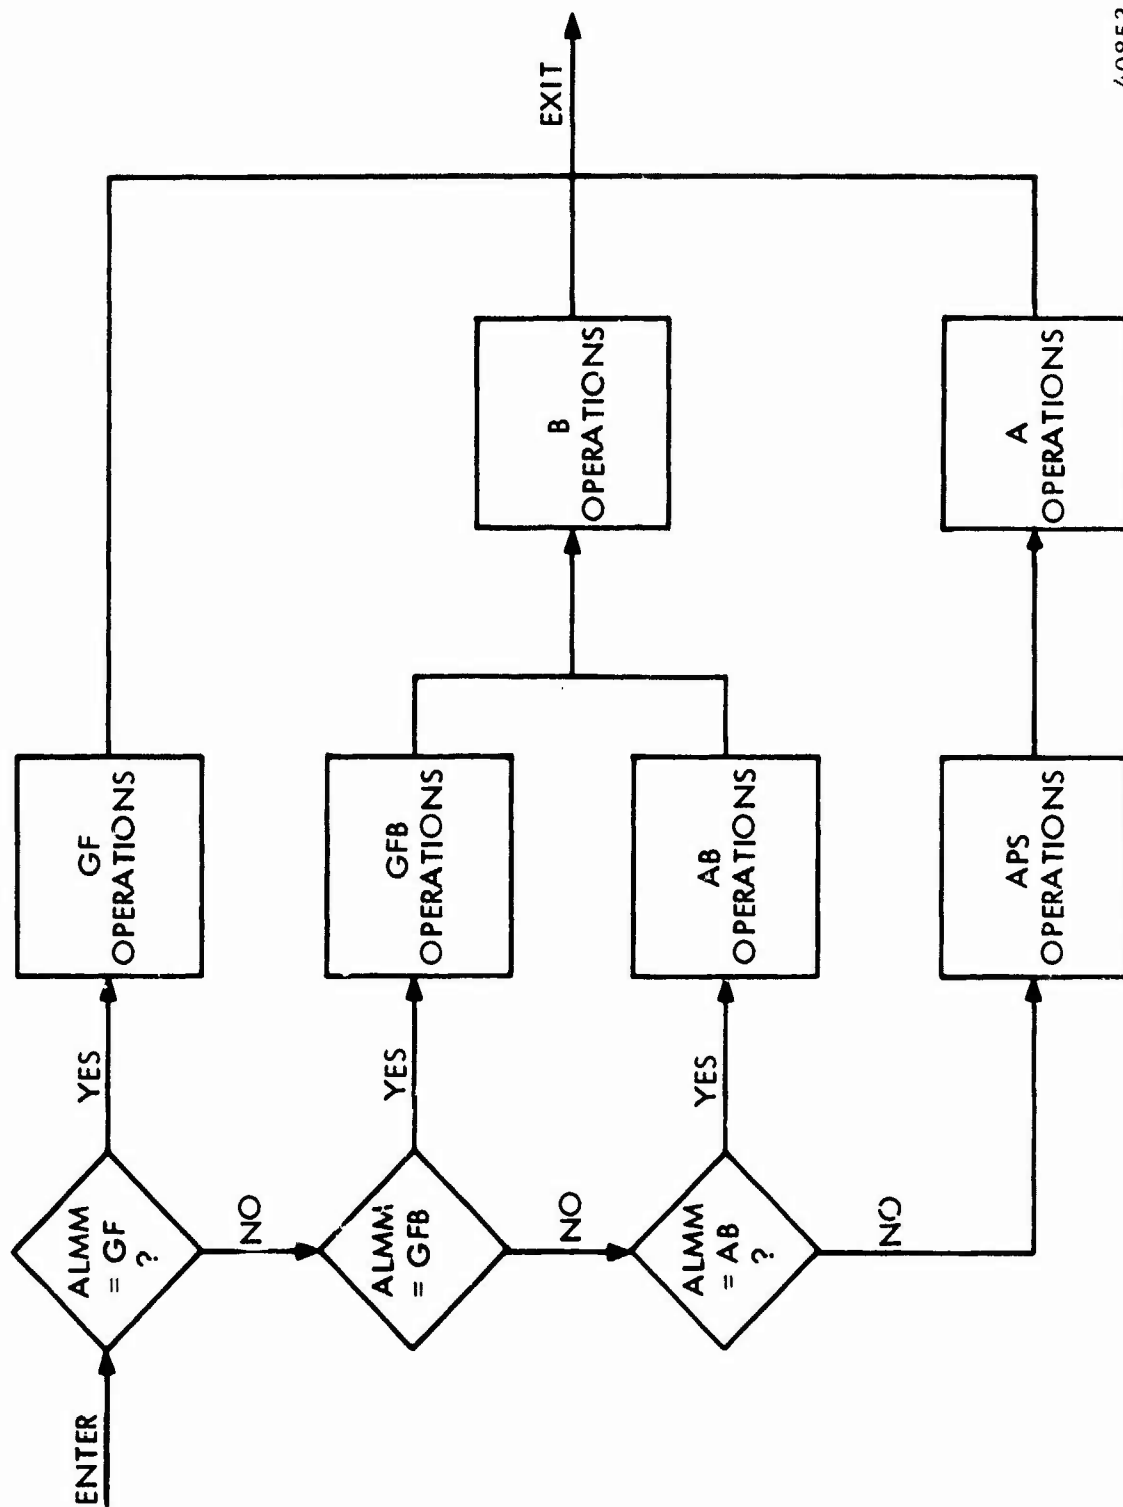 ENTER
ALMM
= GF
?
YES
GF
OPERATIONS
NO
ALMM
= GFB
YES
GFB
OPERATIONS
NO
ALMM
= AB
?
YES
AB
OPERATIONS
NO
APS
OPERATIONS
B
OPERATIONS
A
OPERATIONS
EXIT